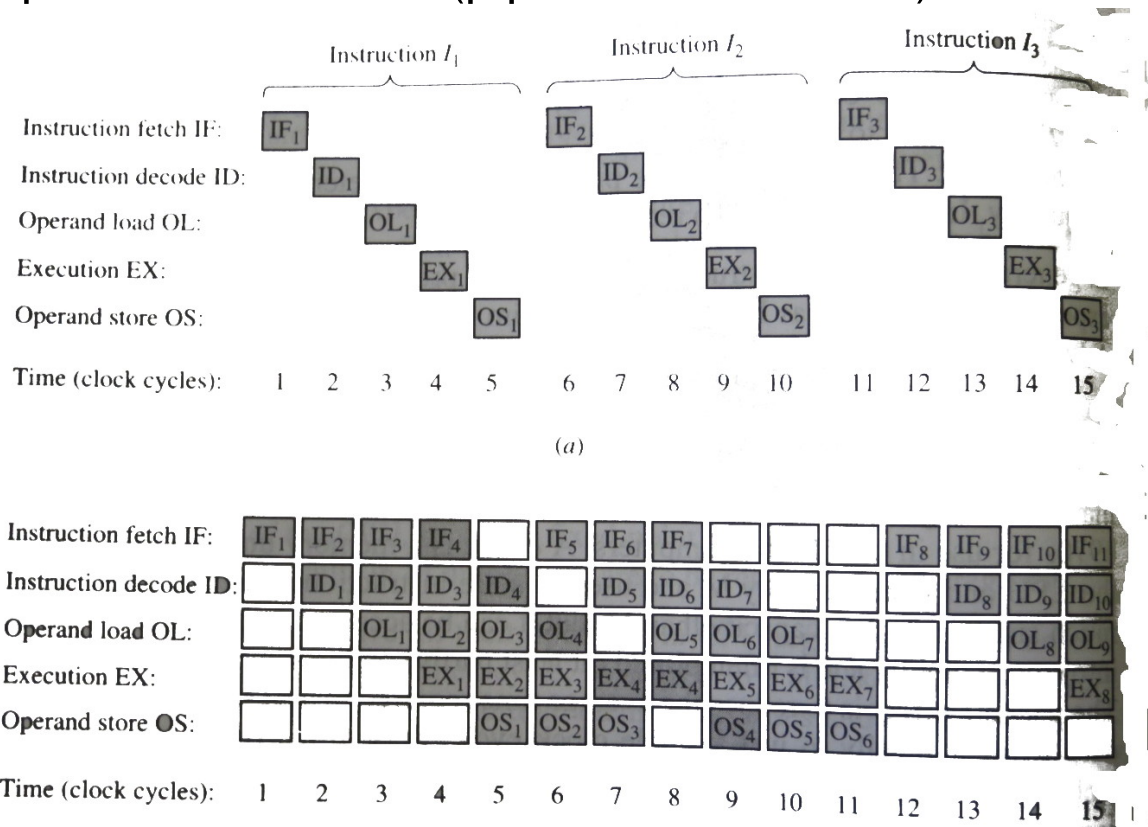 Instruction I1 Instruction I2 Instruction I3
Instruction fetch IF: IF1 IF2 IF3
Instruction decode ID: ID1 ID2 ID3
Operand load OL: OL1 OL2 OL3
Execution EX: EX1 EX2 EX3
Operand store OS: OS1 OS2 OS3
Time (clock cycles): 1 2 3 4 5 6 7 8 9 10 11 12 13 14 15
(a)
Instruction fetch IF: IF1 IF2 IF3 IF4 IF5 IF6 IF7 IF8 IF9 IF10 IF11
Instruction decode ID: ID1 ID2 ID3 ID4 ID5 ID6 ID7 ID8 ID9 ID10
Operand load OL: OL1 OL2 OL3 OL4 OL5 OL6 OL7 OL8 OL9
Execution EX: EX1 EX2 EX3 EX4 EX4 EX5 EX6 EX7 EX8
Operand store OS: OS1 OS2 OS3 OS4 OS5 OS6
Time (clock cycles): 1 2 3 4 5 6 7 8 9 10 11 12 13 14 15